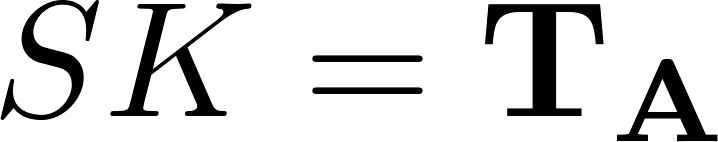 SK = T_A